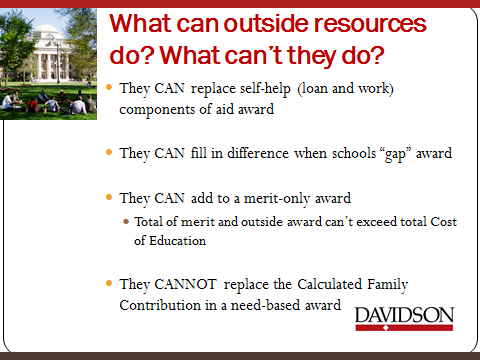 What can outside resources
do? What can't they do?
They CAN replace self-help (loan and work)
components of aid award
They CAN fill in difference when schools "gap" award
They CAN add to a merit-only award
Total of merit and outside award can't exceed total Cost
of Education
They CANNOT replace the Calculated Family
Contribution in a need-based award
DAVIDSON